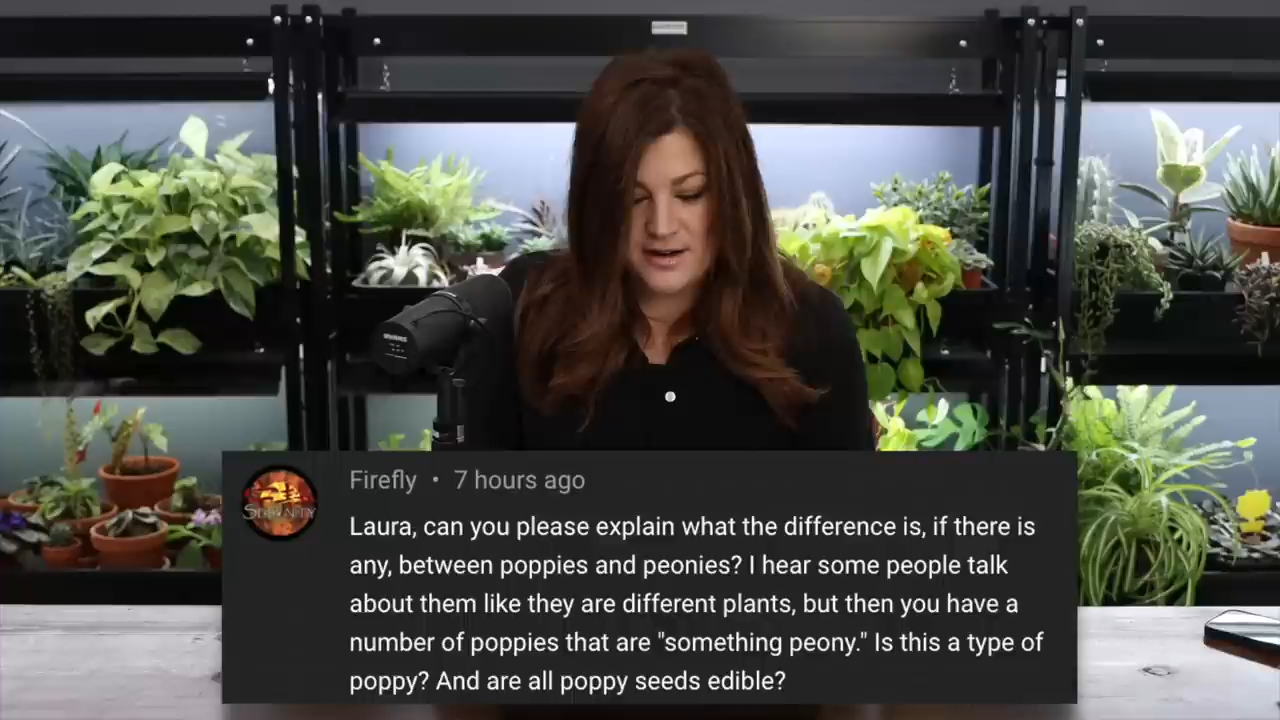 SERENITY
Firefly • 7 hours ago
Laura, can you please explain what the difference is, if there is
any, between poppies and peonies? I hear some people talk
about them like they are different plants, but then you have a
number of poppies that are "something peony." Is this a type of
poppy? And are all poppy seeds edible?